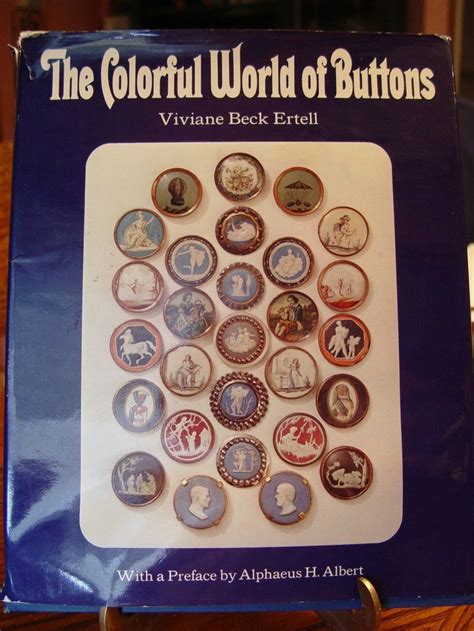 The Colorful World of Buttons
Viviane Beck Ertell
With a Preface by Alphaeus H. Albert